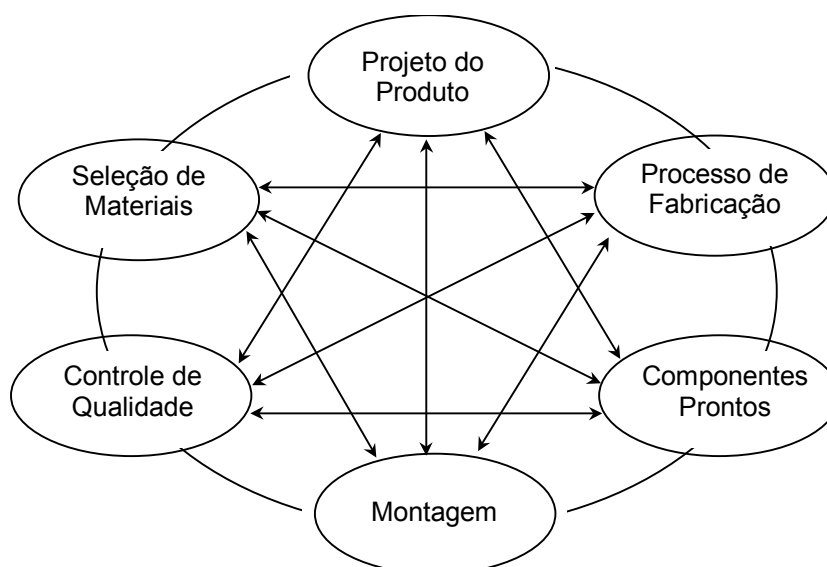 Projeto do
Produto
Seleção de
Materiais
Processo de
Fabricação
Controle de
Qualidade
Componentes
Prontos
Montagem